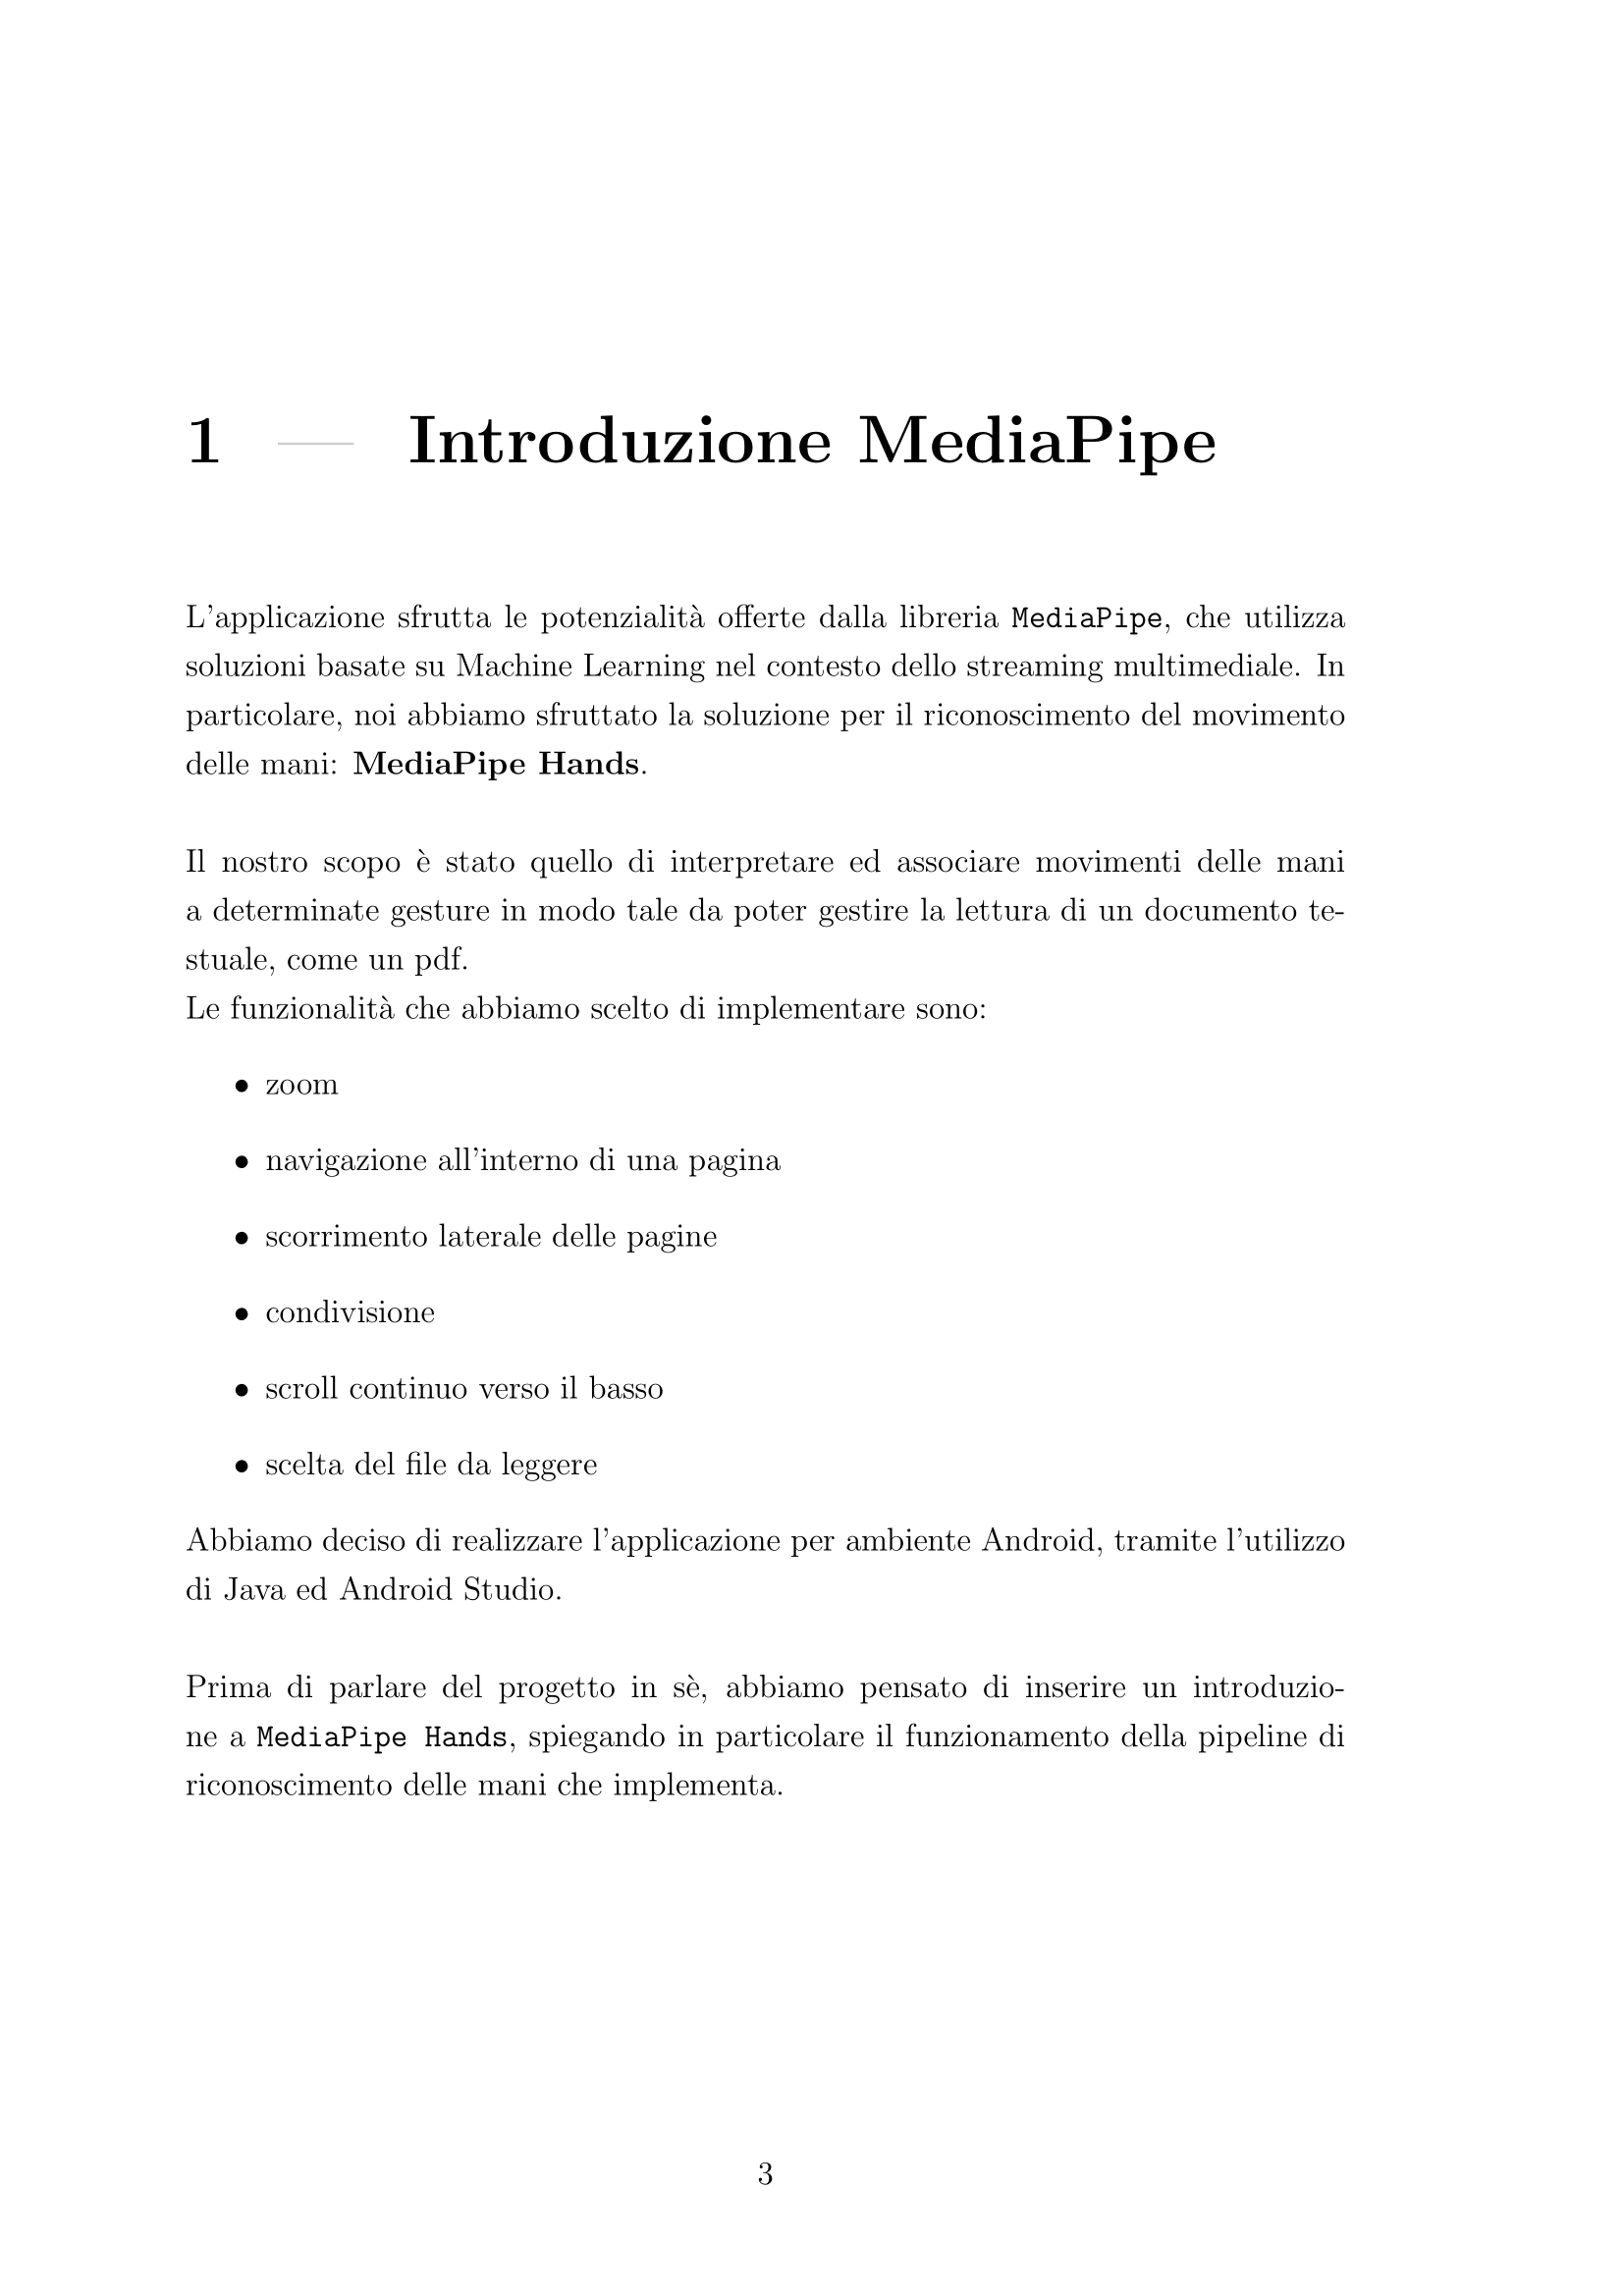 1 — Introduzione MediaPipe
L'applicazione sfrutta le potenzialità offerte dalla libreria MediaPipe, che utilizza
soluzioni basate su Machine Learning nel contesto dello streaming multimediale. In
particolare, noi abbiamo sfruttato la soluzione per il riconoscimento del movimento
delle mani: MediaPipe Hands.
Il nostro scopo è stato quello di interpretare ed associare movimenti delle mani
a determinate gesture in modo tale da poter gestire la lettura di un documento te-
stuale, come un pdf.
Le funzionalità che abbiamo scelto di implementare sono:
• zoom
• navigazione all'interno di una pagina
• scorrimento laterale delle pagine
• condivisione
• scroll continuo verso il basso
• scelta del file da leggere
Abbiamo deciso di realizzare l'applicazione per ambiente Android, tramite l'utilizzo
di Java ed Android Studio.
Prima di parlare del progetto in sè, abbiamo pensato di inserire un introduzio-
ne a MediaPipe Hands, spiegando in particolare il funzionamento della pipeline di
riconoscimento delle mani che implementa.
3